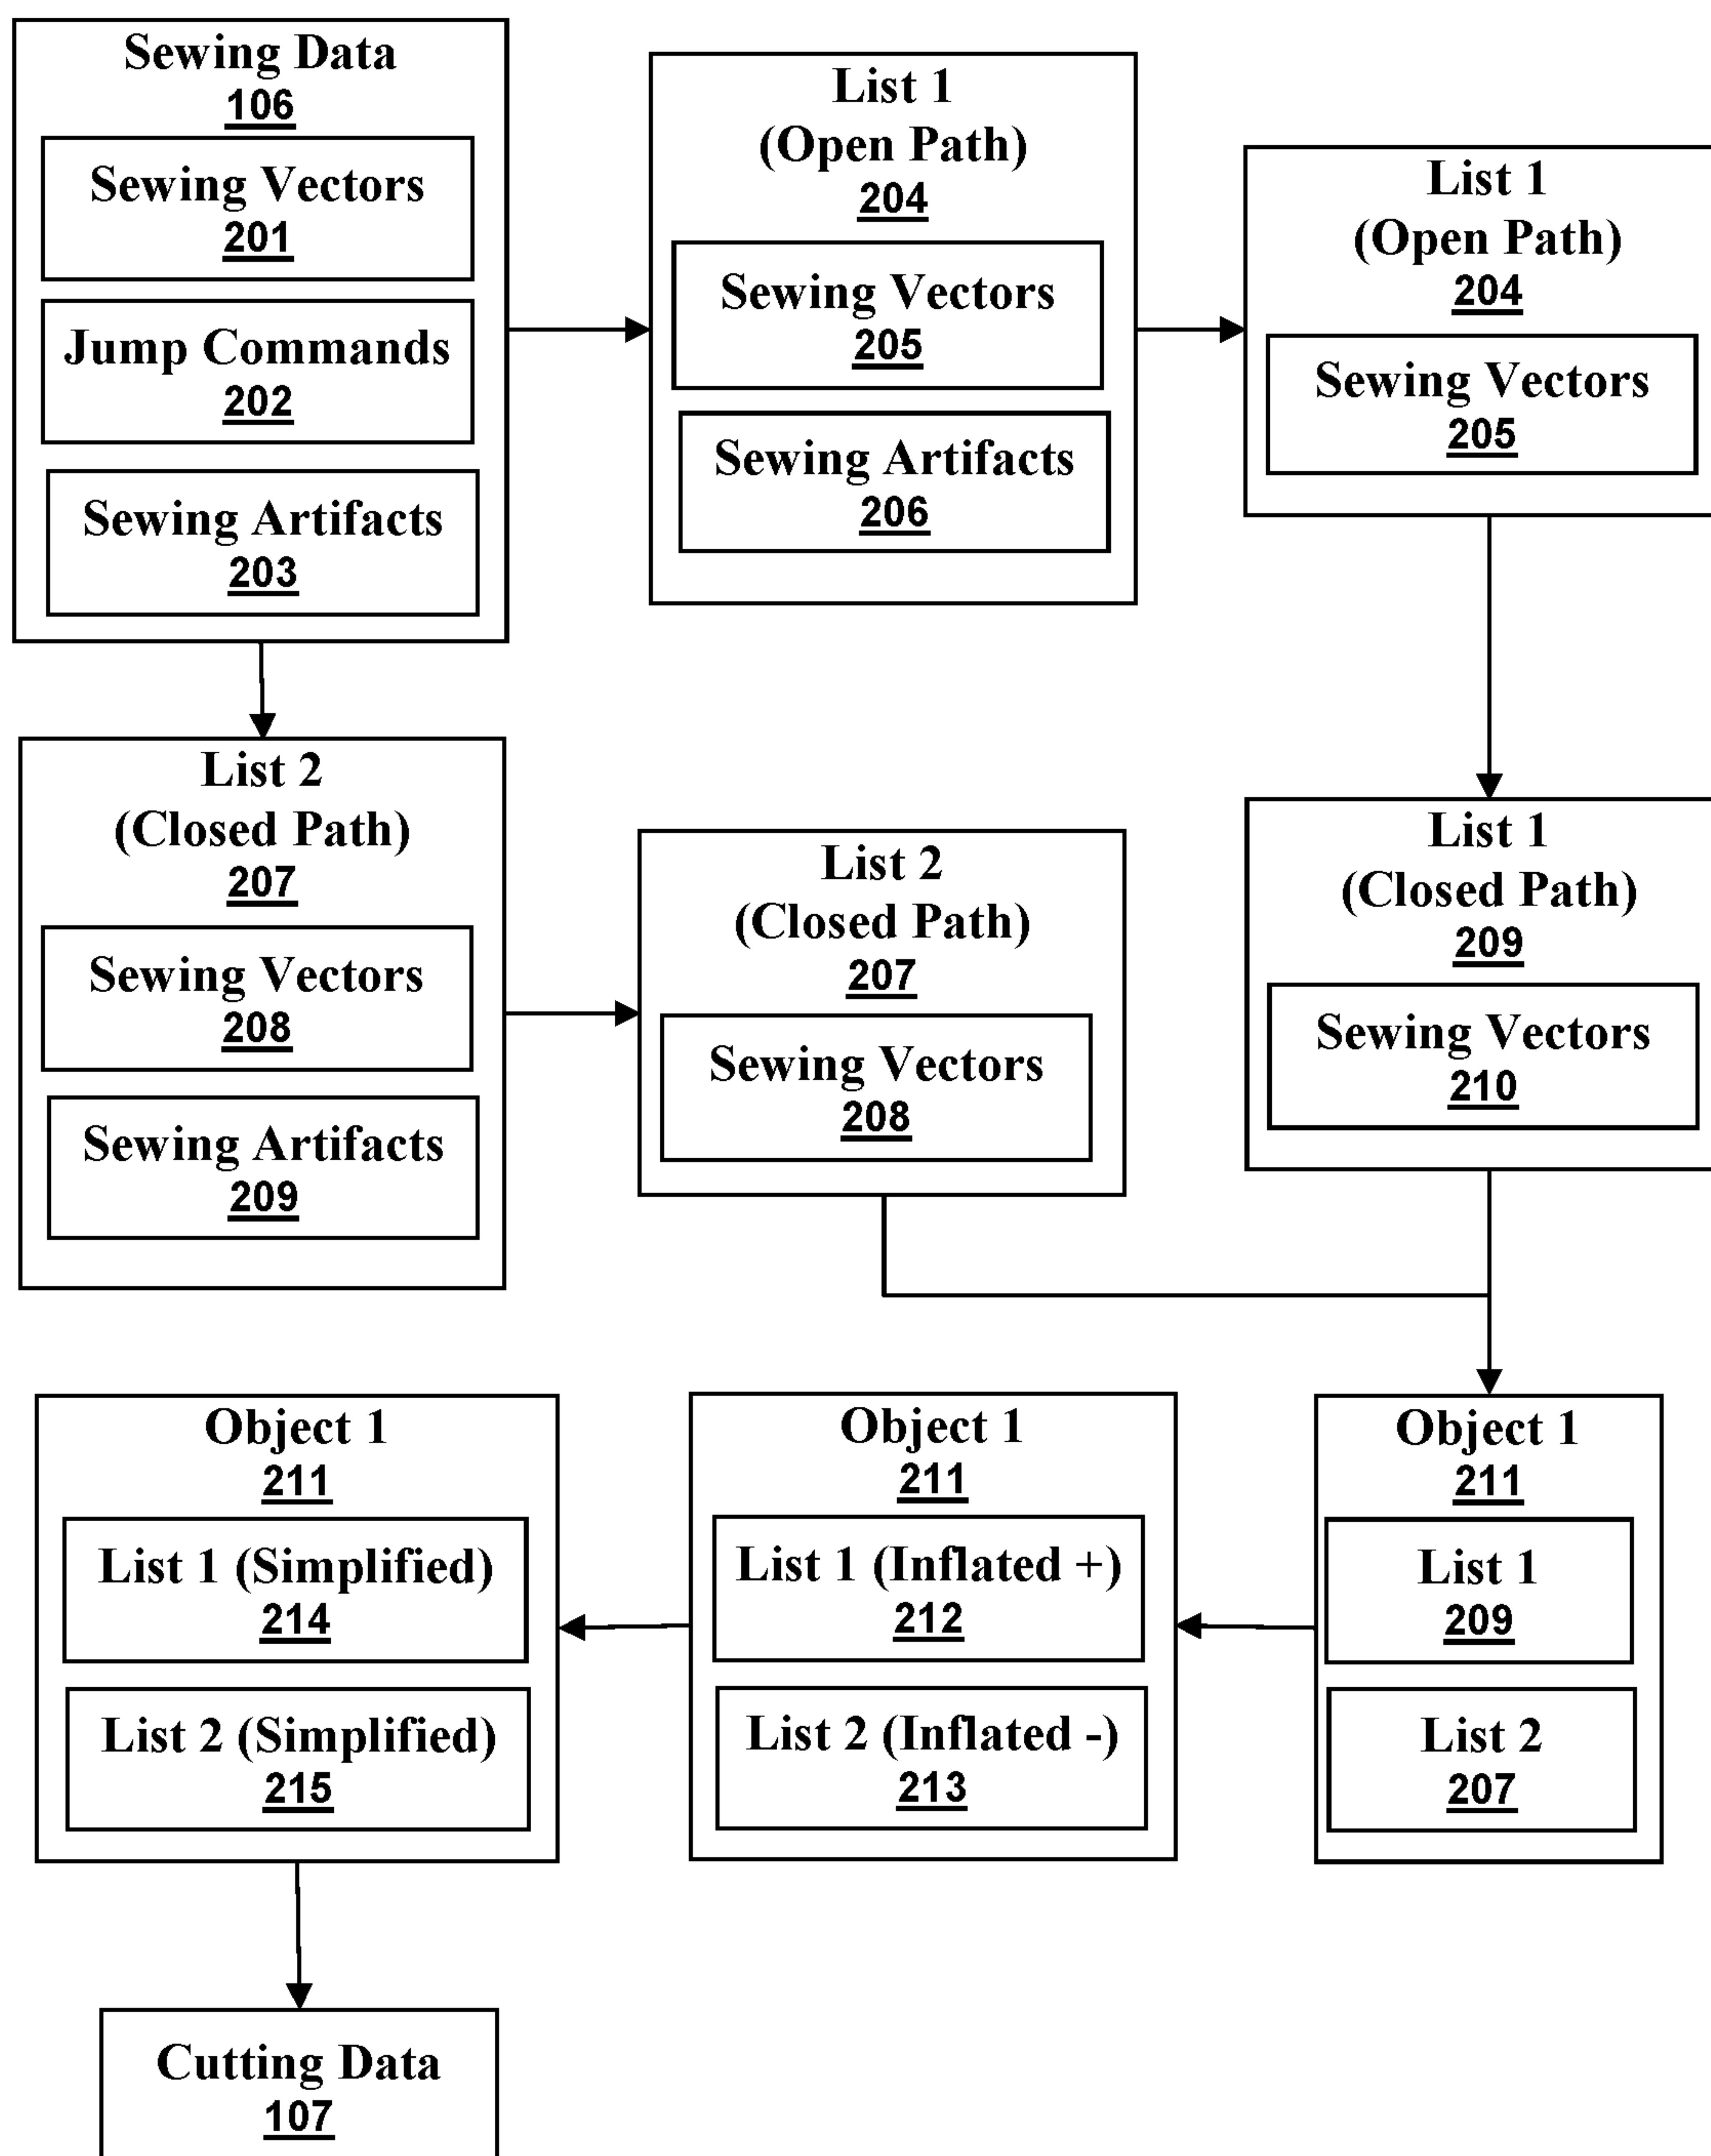 Sewing Data
106
Sewing Vectors
201
Jump Commands
202
Sewing Artifacts
203
List 1
(Open Path)
204
Sewing Vectors
205
Sewing Artifacts
206
List 1
(Open Path)
204
Sewing Vectors
205
List 2
(Closed Path)
207
Sewing Vectors
208
Sewing Artifacts
209
List 2
(Closed Path)
207
Sewing Vectors
208
List 1
(Closed Path)
209
Sewing Vectors
210
Object 1
211
List 1 (Simplified)
214
List 2 (Simplified)
215
Object 1
211
List 1 (Inflated +)
212
List 2 (Inflated -)
213
Object 1
211
List 1
209
List 2
207
Cutting Data
107